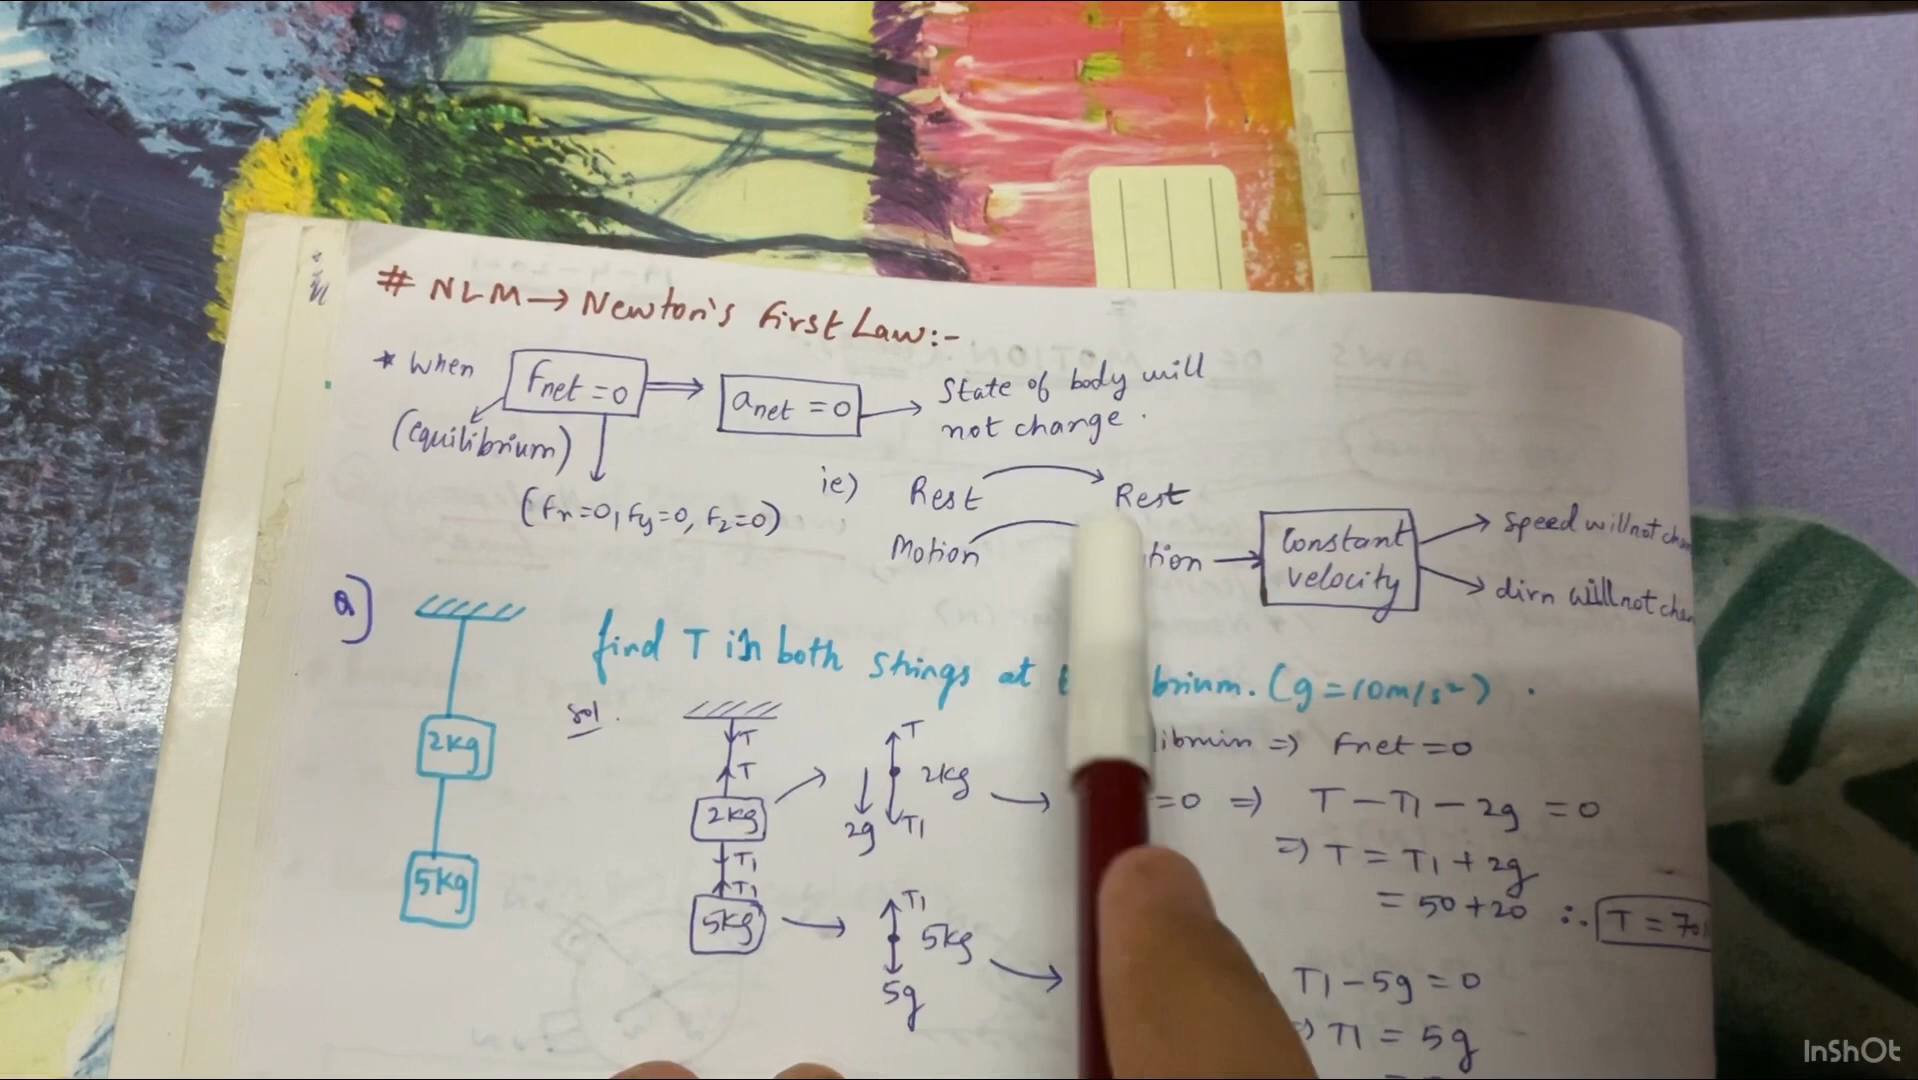 # NLM → Newton's First Law:-
* When Fnet = 0 ⇒ anet = 0 → State of body will not change.
(equilibrium)
(Fx=0, Fy=0, Fz=0)
ie) Rest Rest
Motion tion → Constant velocity → Speed will not
dirn will not
Q] find T in both strings at brium. (g=10m/s²).
2kg
5kg
Sol.
T
T
2kg
T1
T1
5kg
T
2kg
2g T1
T1
5kg
5g
Fnet = 0
=0 ⇒ T - T1 - 2g = 0
⇒ T = T1 + 2g
= 50 + 20 ∴ T = 70
T1 - 5g = 0
⇒ T1 = 5g
InShOt